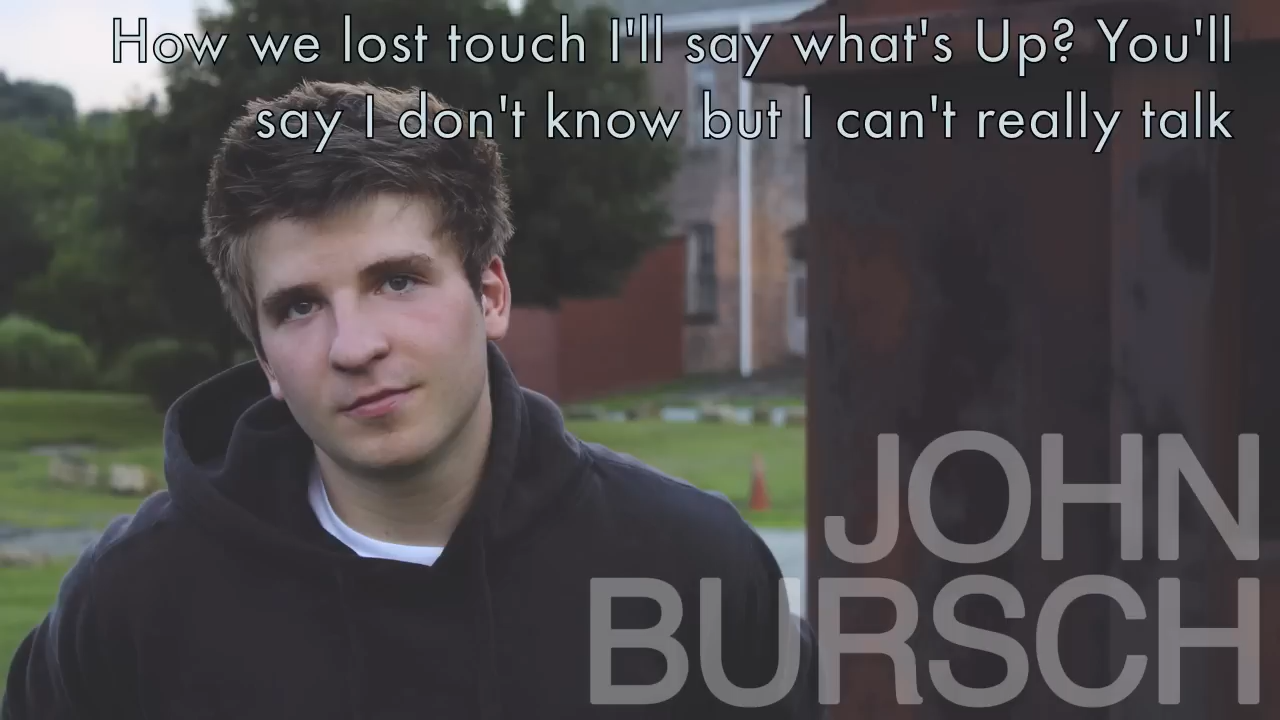 How we lost touch I'll say what's Up? You'll
say I don't know but I can't really talk
JOHN
BURSCH